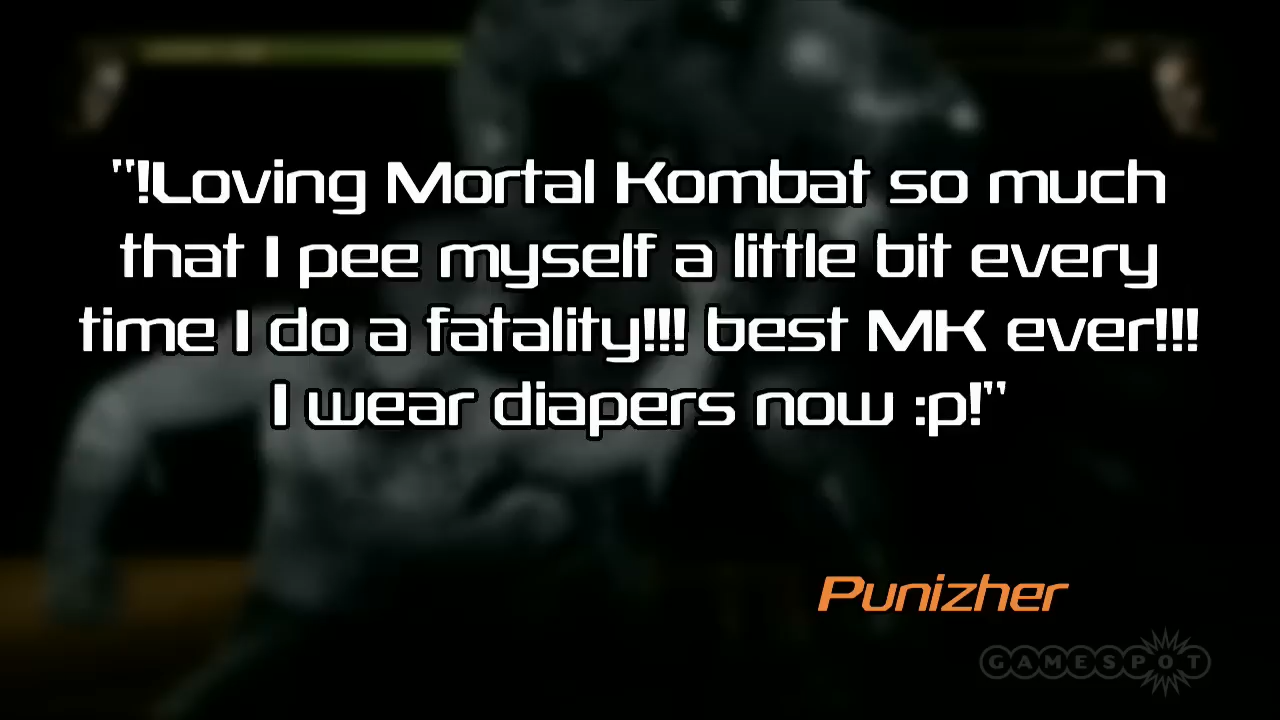 "!Loving Mortal Kombat so much
that I pee myself a little bit every
time I do a fatality!!! best MK ever!!!
I wear diapers now :p!"
Punizher
GAMESPOT